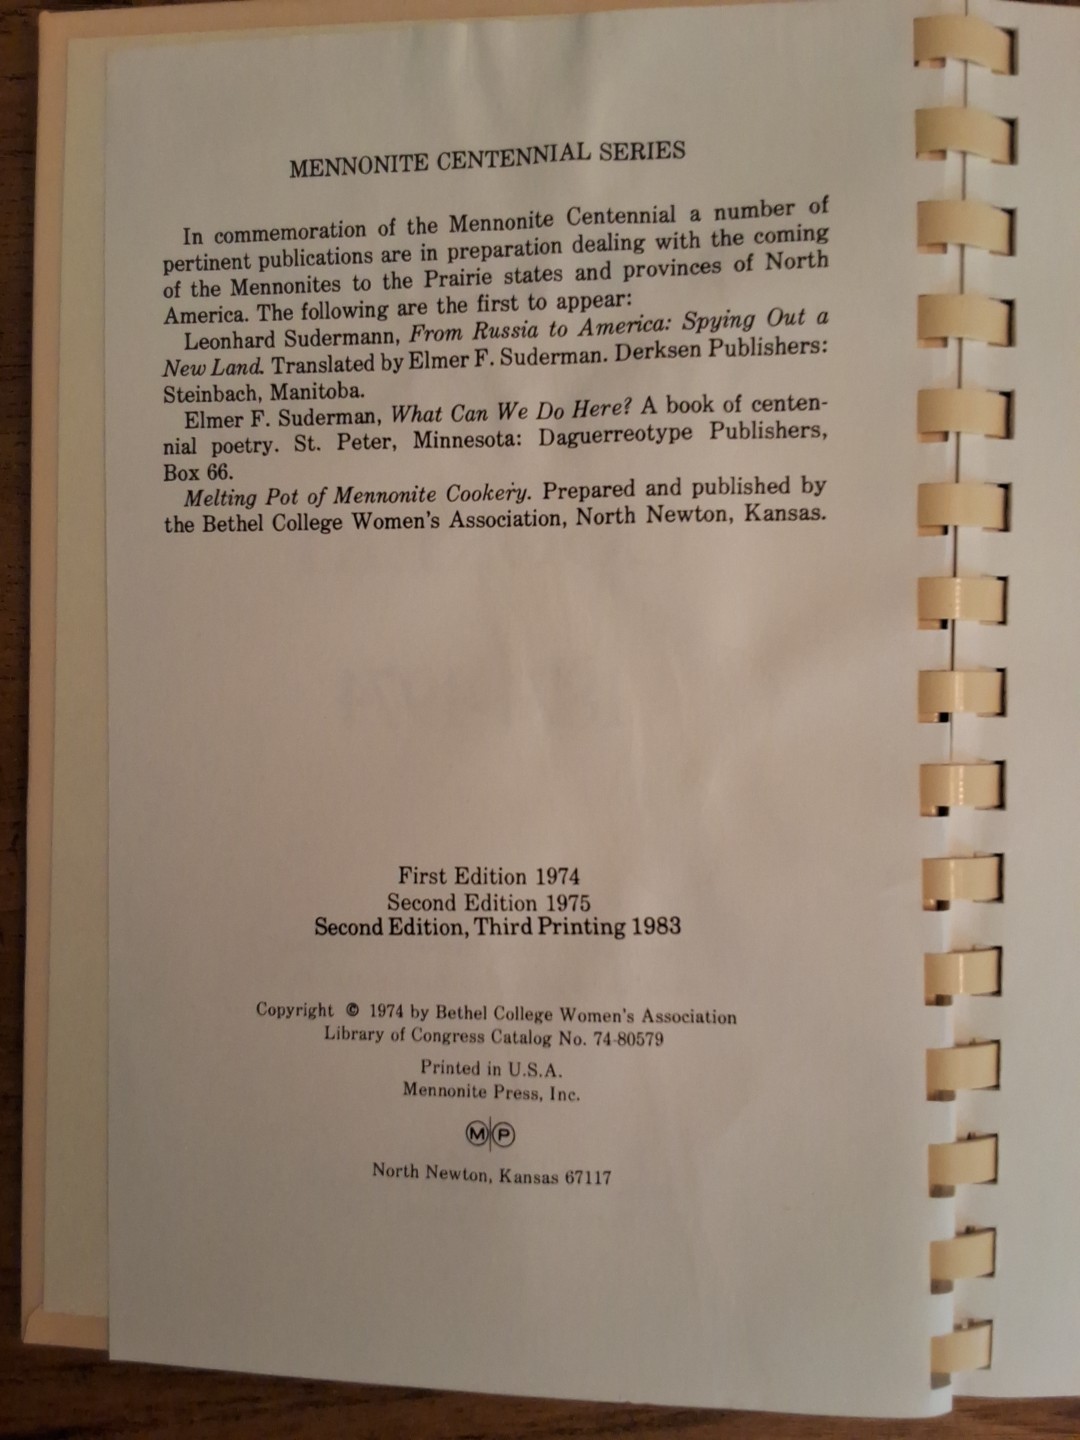 MENNONITE CENTENNIAL SERIES
In commemoration of the Mennonite Centennial a number of
pertinent publications are in preparation dealing with the coming
of the Mennonites to the Prairie states and provinces of North
America. The following are the first to appear:
Leonhard Sudermann, From Russia to America: Spying Out a
New Land. Translated by Elmer F. Suderman. Derksen Publishers:
Steinbach, Manitoba.
Elmer F. Suderman, What Can We Do Here? A book of centen-
nial poetry. St. Peter, Minnesota: Daguerreotype Publishers,
Box 66.
Melting Pot of Mennonite Cookery. Prepared and published by
the Bethel College Women's Association, North Newton, Kansas.
First Edition 1974
Second Edition 1975
Second Edition, Third Printing 1983
Copyright © 1974 by Bethel College Women's Association
Library of Congress Catalog No. 74-80579
Printed in U.S.A.
Mennonite Press, Inc.
M P
North Newton, Kansas 67117